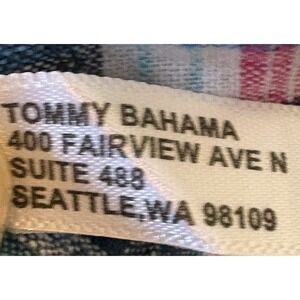 TOMMY BAHAMA
400 FAIRVIEW AVE N
SUITE 488
SEATTLE, WA 98109